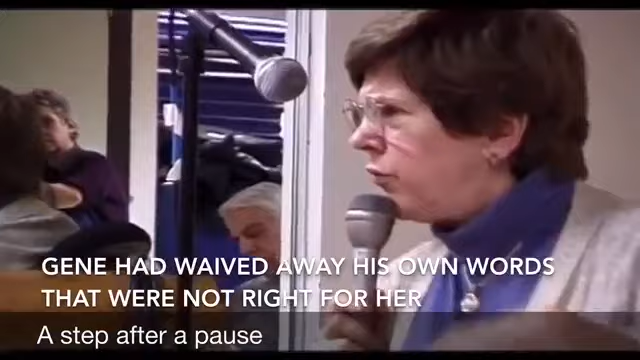 GENE HAD WAIVED AWAY HIS OWN WORDS
THAT WERE NOT RIGHT FOR HER
A step after a pause